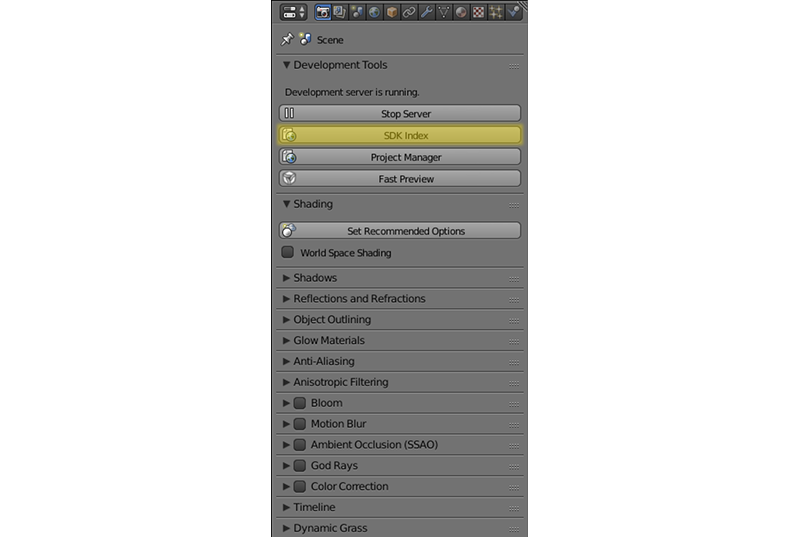 Scene
Development Tools
Development server is running.
Stop Server
SDK Index
Project Manager
Fast Preview
Shading
Set Recommended Options
World Space Shading
Shadows
Reflections and Refractions
Object Outlining
Glow Materials
Anti-Aliasing
Anisotropic Filtering
Bloom
Motion Blur
Ambient Occlusion (SSAO)
God Rays
Color Correction
Timeline
Dynamic Grass